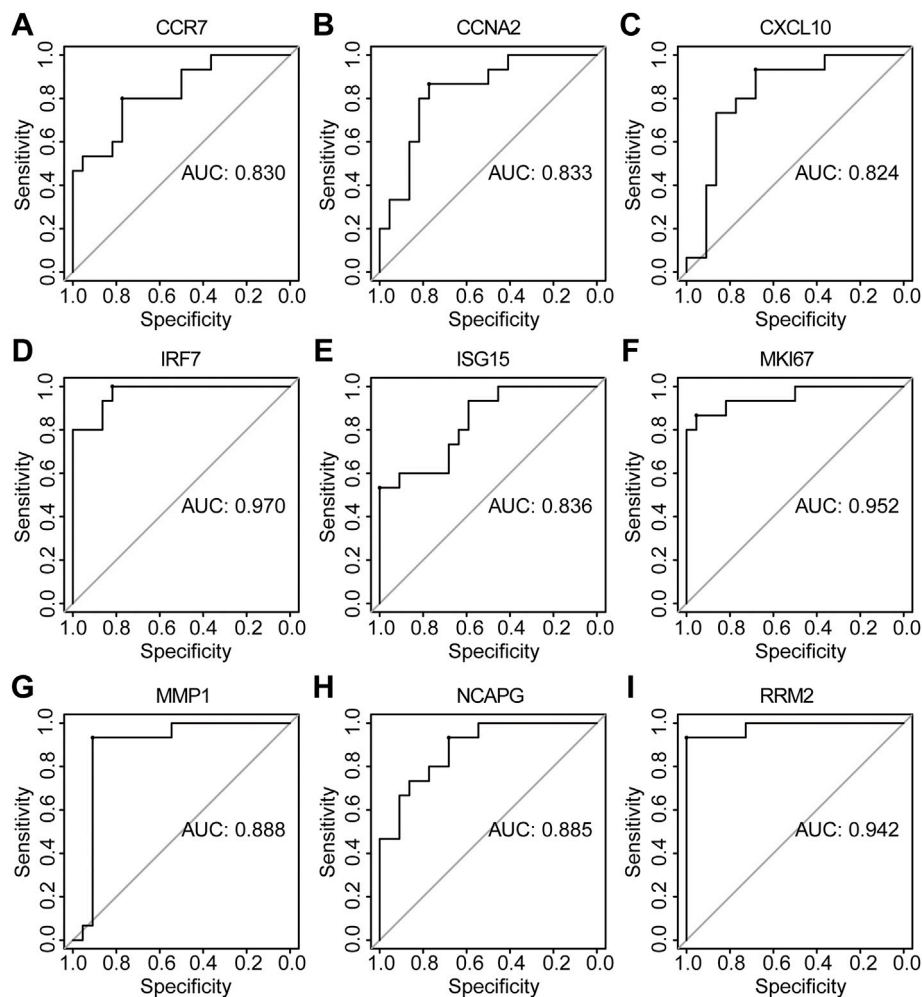 A
CCR7
Sensitivity
0.0 0.2 0.4 0.6 0.8 1.0
AUC: 0.830
1.0 0.8 0.6 0.4 0.2 0.0
Specificity
B
CCNA2
Sensitivity
0.0 0.2 0.4 0.6 0.8 1.0
AUC: 0.833
1.0 0.8 0.6 0.4 0.2 0.0
Specificity
C
CXCL10
Sensitivity
0.0 0.2 0.4 0.6 0.8 1.0
AUC: 0.824
1.0 0.8 0.6 0.4 0.2 0.0
Specificity
D
IRF7
Sensitivity
0.0 0.2 0.4 0.6 0.8 1.0
AUC: 0.970
1.0 0.8 0.6 0.4 0.2 0.0
Specificity
E
ISG15
Sensitivity
0.0 0.2 0.4 0.6 0.8 1.0
AUC: 0.836
1.0 0.8 0.6 0.4 0.2 0.0
Specificity
F
MKI67
Sensitivity
0.0 0.2 0.4 0.6 0.8 1.0
AUC: 0.952
1.0 0.8 0.6 0.4 0.2 0.0
Specificity
G
MMP1
Sensitivity
0.0 0.2 0.4 0.6 0.8 1.0
AUC: 0.888
1.0 0.8 0.6 0.4 0.2 0.0
Specificity
H
NCAPG
Sensitivity
0.0 0.2 0.4 0.6 0.8 1.0
AUC: 0.885
1.0 0.8 0.6 0.4 0.2 0.0
Specificity
I
RRM2
Sensitivity
0.0 0.2 0.4 0.6 0.8 1.0
AUC: 0.942
1.0 0.8 0.6 0.4 0.2 0.0
Specificity